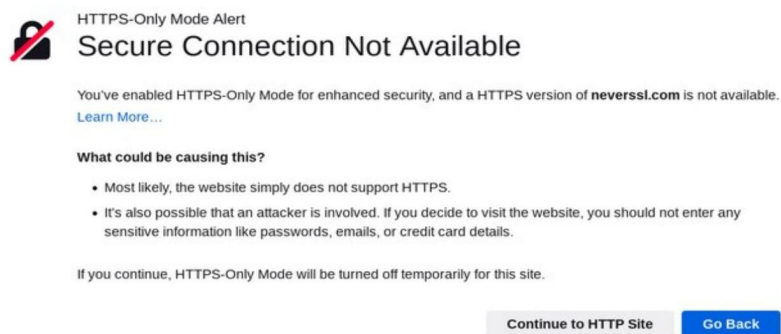 HTTPS-Only Mode Alert
Secure Connection Not Available
You've enabled HTTPS-Only Mode for enhanced security, and a HTTPS version of neverssl.com is not available.
Learn More…
What could be causing this?
• Most likely, the website simply does not support HTTPS.
• It's also possible that an attacker is involved. If you decide to visit the website, you should not enter any
sensitive information like passwords, emails, or credit card details.
If you continue, HTTPS-Only Mode will be turned off temporarily for this site.
Continue to HTTP Site Go Back